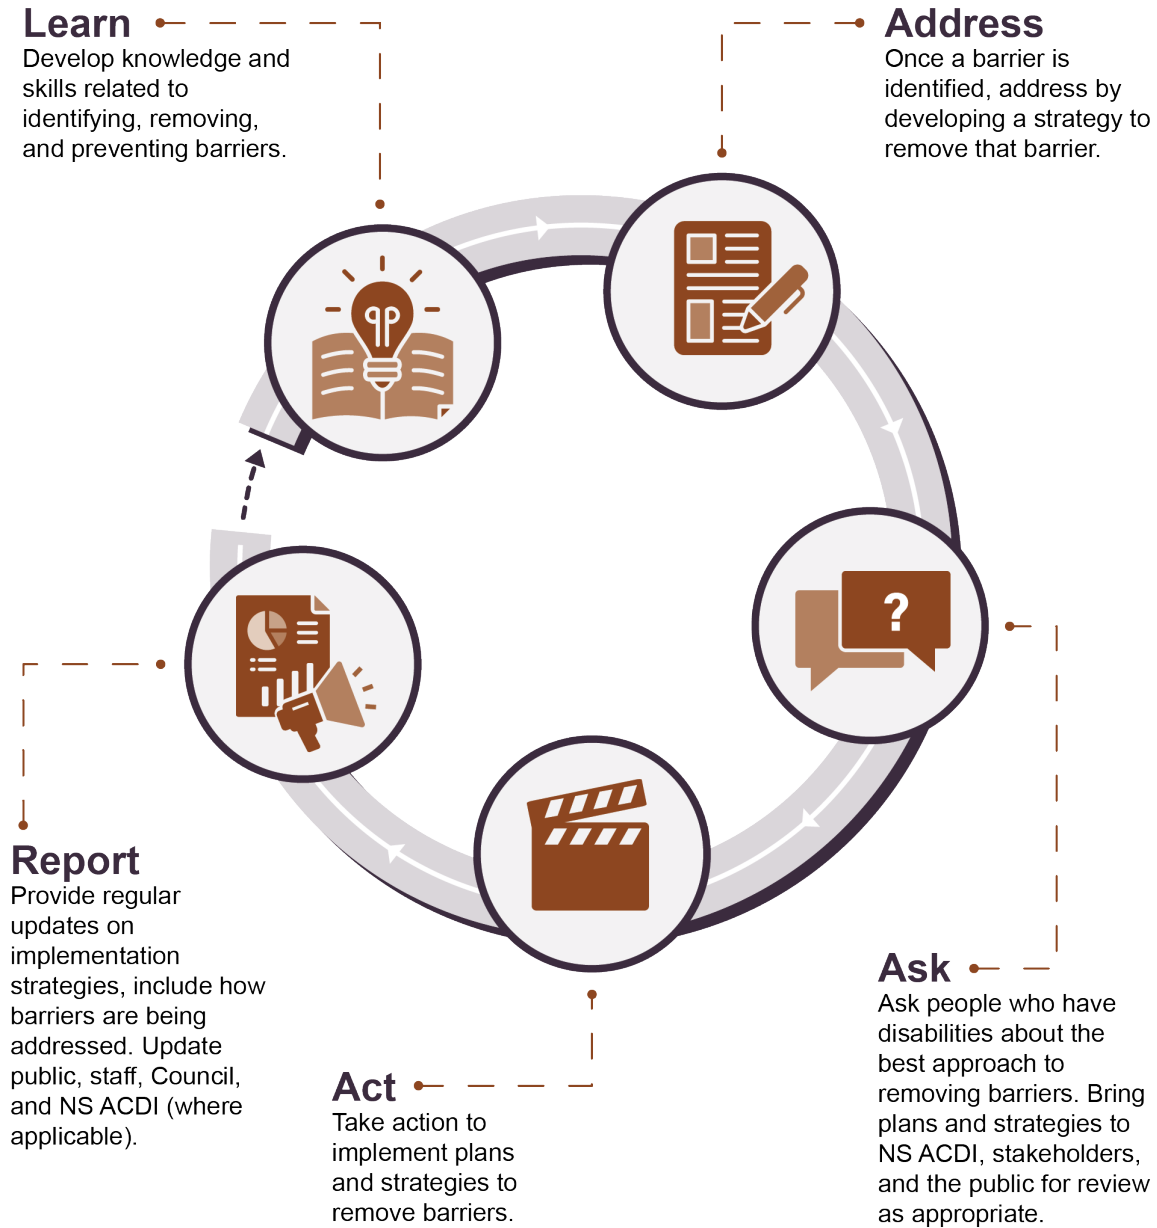 Learn
Develop knowledge and
skills related to
identifying, removing,
and preventing barriers.
Address
Once a barrier is
identified, address by
developing a strategy to
remove that barrier.
?
Ask
Ask people who have
disabilities about the
best approach to
removing barriers. Bring
plans and strategies to
NS ACDI, stakeholders,
and the public for review
as appropriate.
Act
Take action to
implement plans
and strategies to
remove barriers.
Report
Provide regular
updates on
implementation
strategies, include how
barriers are being
addressed. Update
public, staff, Council,
and NS ACDI (where
applicable).